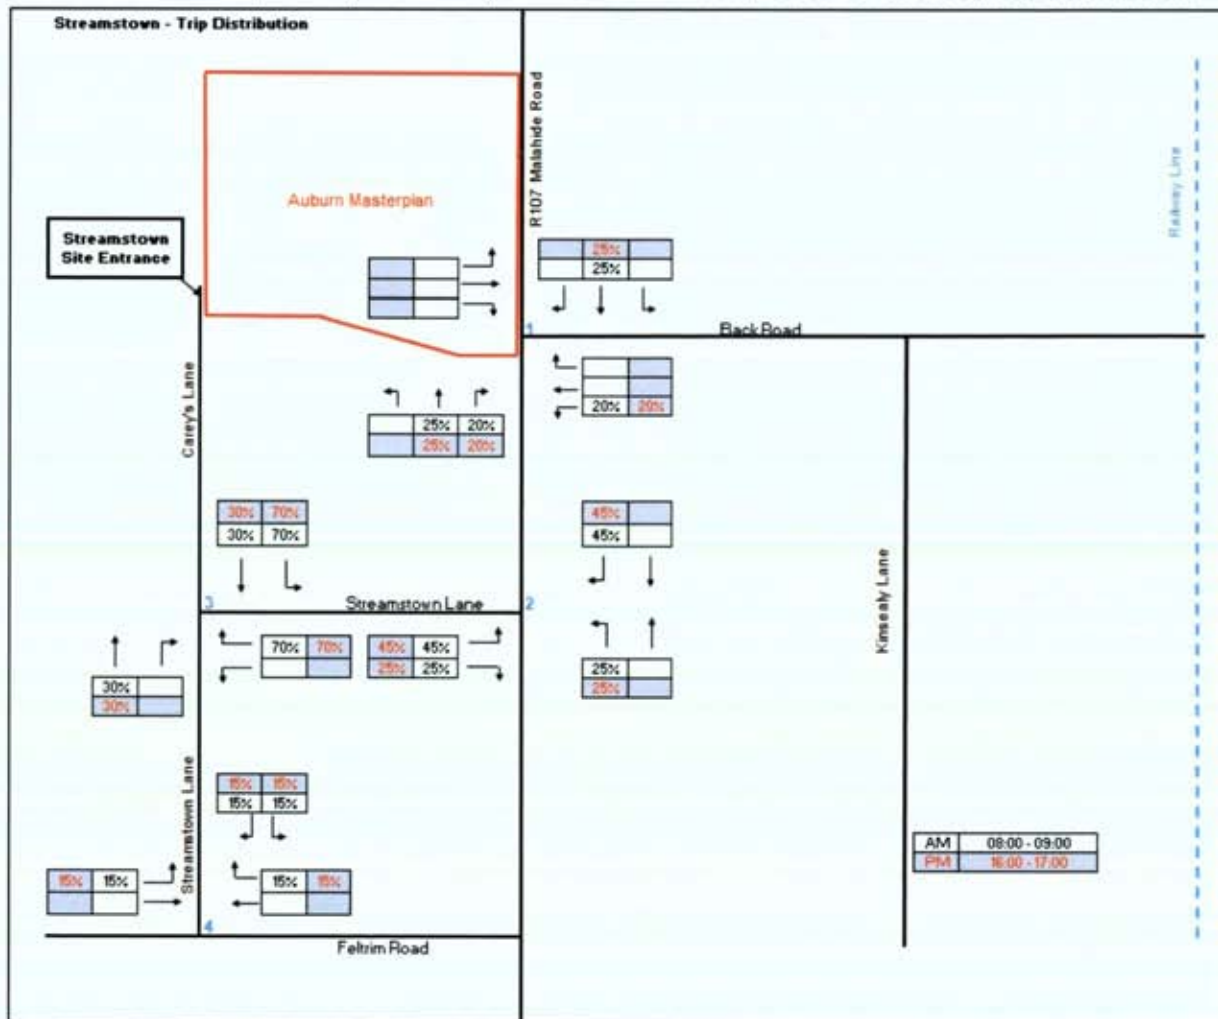 Streamstown - Trip Distribution
R107 Malahide Road
Railway Line
Auburn Masterplan
Streamstown
Site Entrance
25%
25%
1
Back Road
Carey's Lane
20% 20%
25% 20%
25% 20%
30% 70%
30% 70%
45%
45%
Kinsealy Lane
3
Streamstown Lane
2
70% 70%
45% 45%
25% 25%
25%
25%
30%
30%
Streamstown Lane
15% 15%
15% 15%
AM 08:00 - 09:00
PM 16:00 - 17:00
15% 15%
15% 15%
4
Feltrim Road